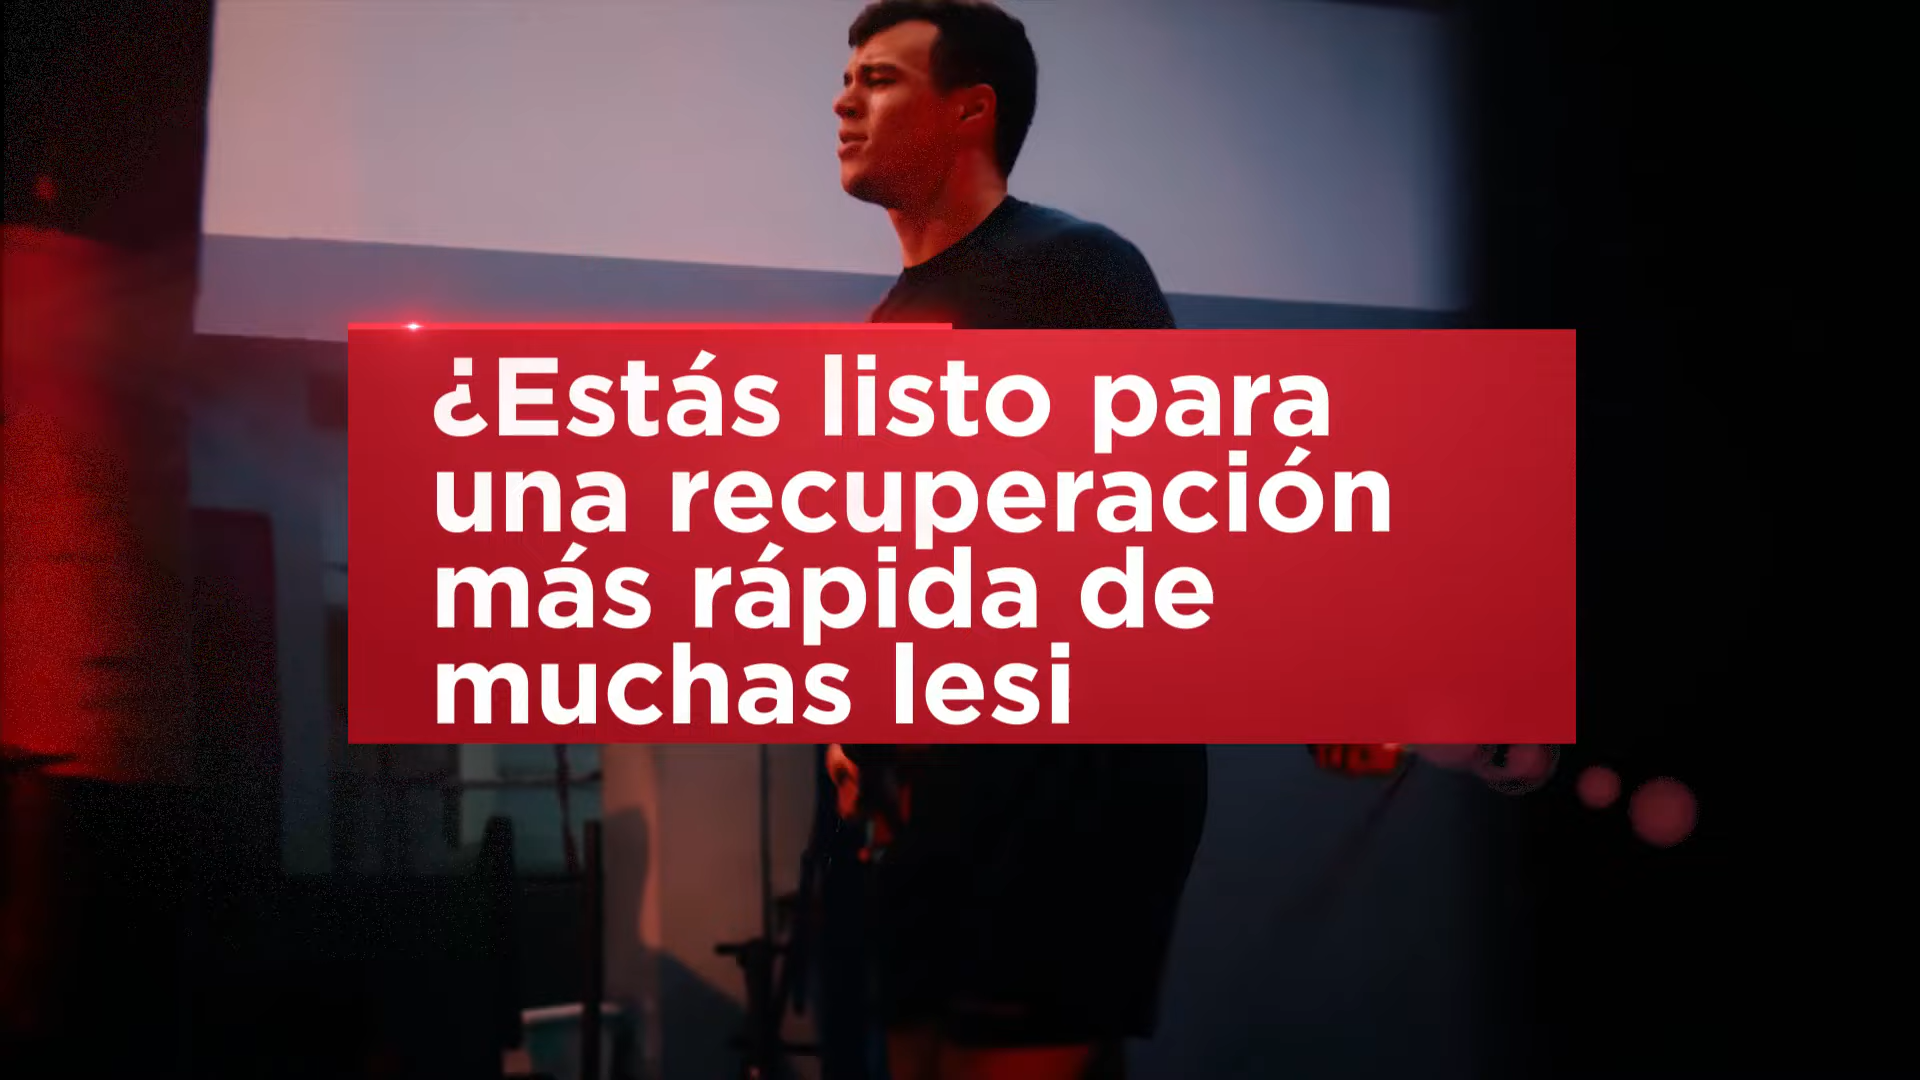 ¿Estás listo para
una recuperación
más rápida de
muchas lesi